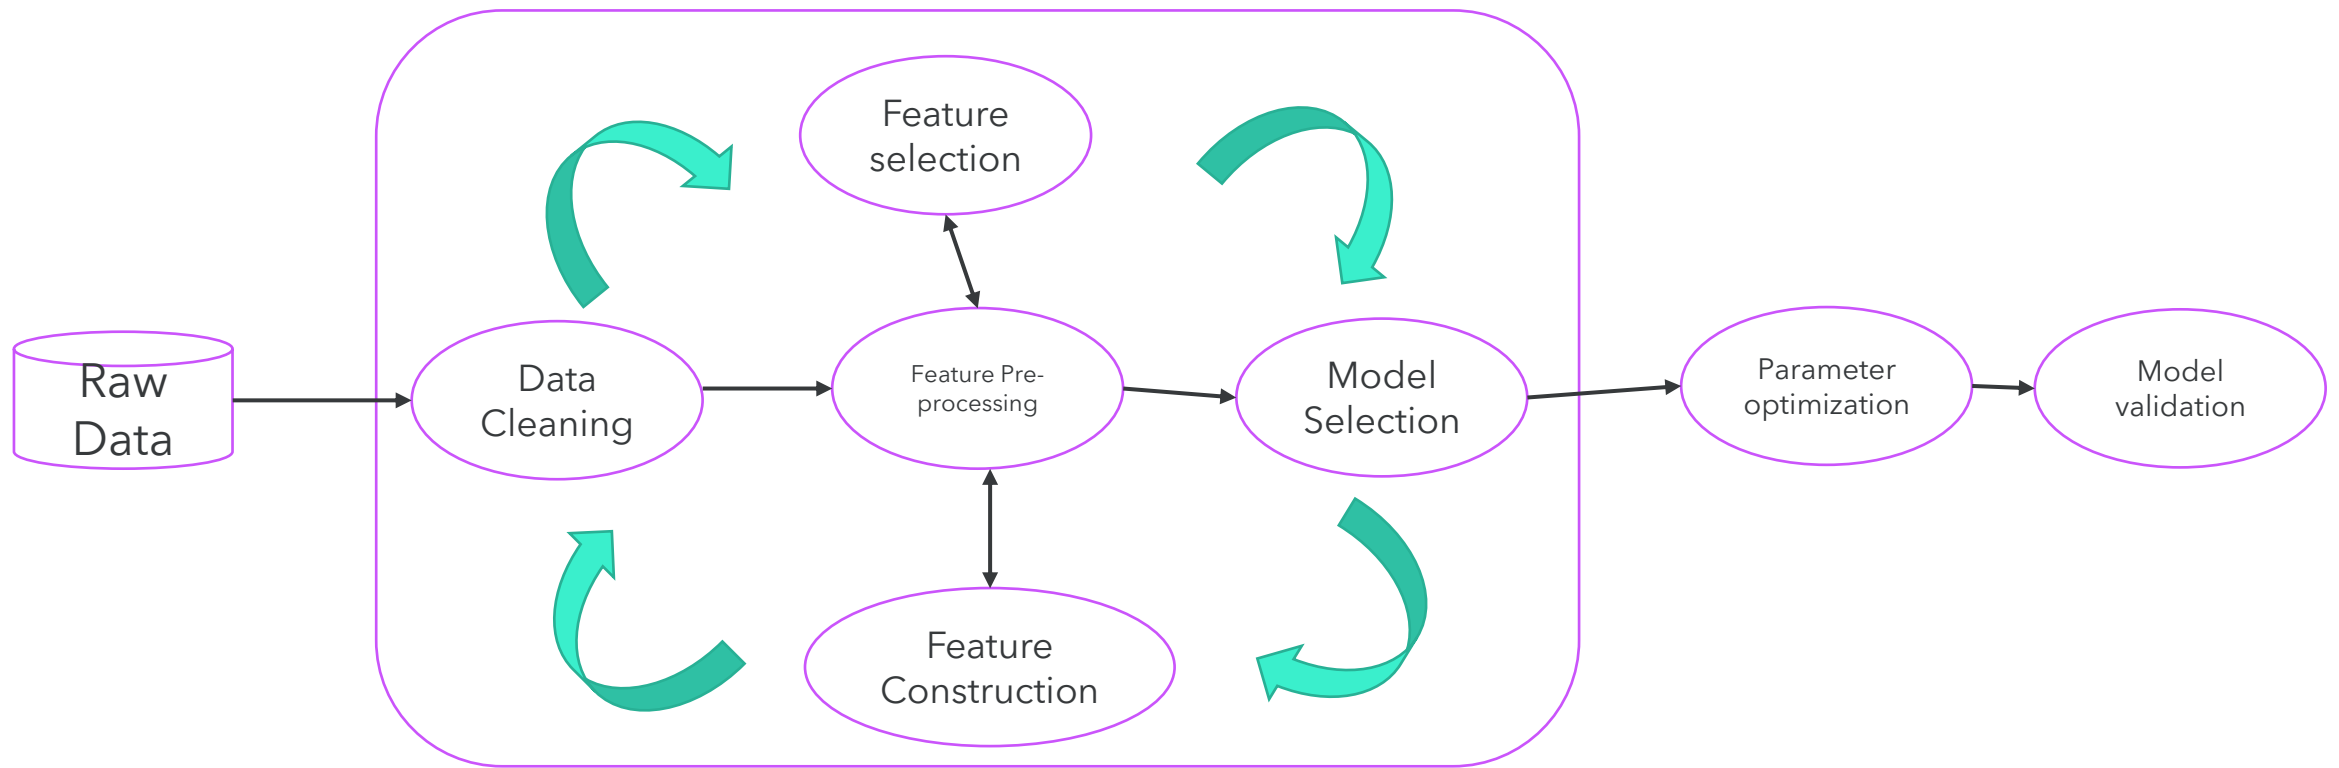 Raw
Data
Data
Cleaning
Feature
selection
Feature Pre-
processing
Feature
Construction
Model
Selection
Parameter
optimization
Model
validation